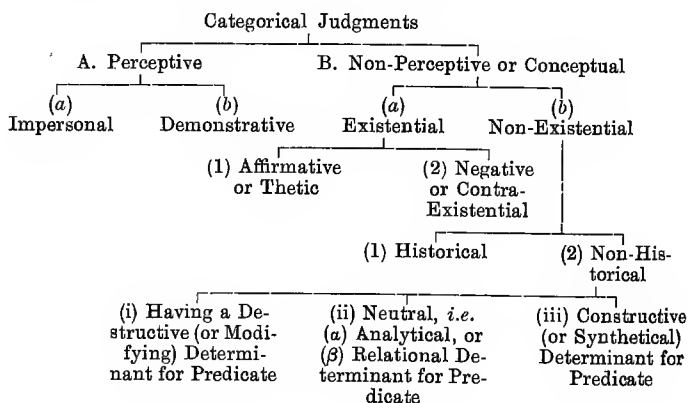 Categorical Judgments
A. Perceptive B. Non-Perceptive or Conceptual
(a) (b) (a) (b)
Impersonal Demonstrative Existential Non-Existential
(1) Affirmative (2) Negative
or Thetic or Contra-
Existential
(1) Historical (2) Non-His-
torical
(i) Having a De-
structive (or Modi-
fying) Determi-
nant for Predicate
(ii) Neutral, i.e.
(α) Analytical, or
(β) Relational De-
terminant for Pre-
dicate
(iii) Constructive
(or Synthetical)
Determinant for
Predicate